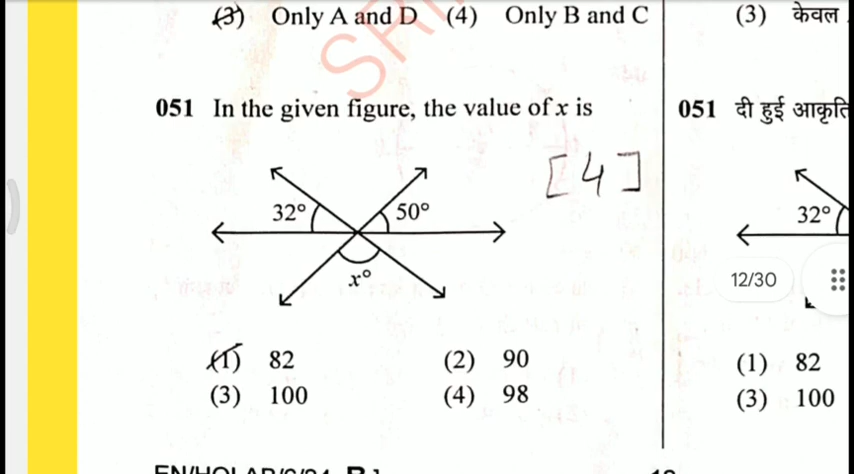 (3) Only A and D (4) Only B and C
(3) केवल
SRI
051 In the given figure, the value of x is
[4]
32° 50°
x°
(1) 82 (2) 90
(3) 100 (4) 98
051 दी हुई आकृति
32°
12/30
(1) 82
(3) 100